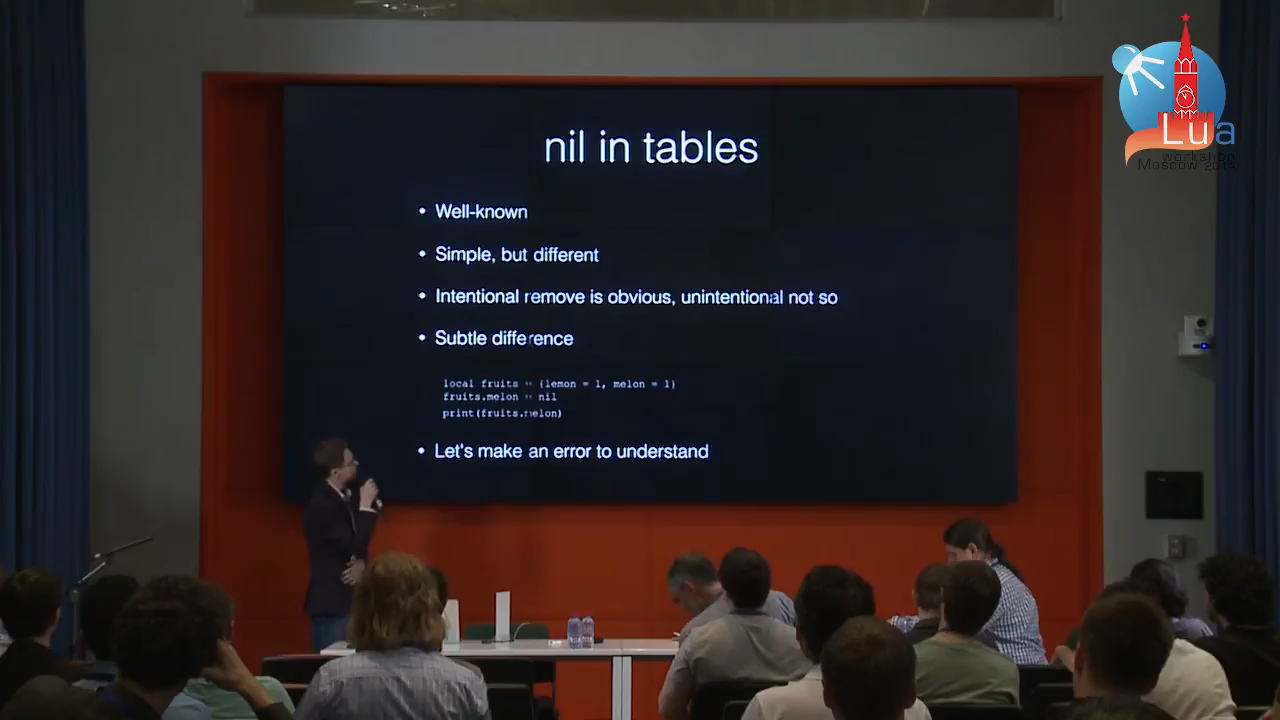 nil in tables
• Well-known
• Simple, but different
• Intentional remove is obvious, unintentional not so
• Subtle difference
local fruits = {lemon = 1, melon = 1}
fruits.melon = nil
print(fruits.melon)
• Let's make an error to understand
Lua
workshop
Moscow